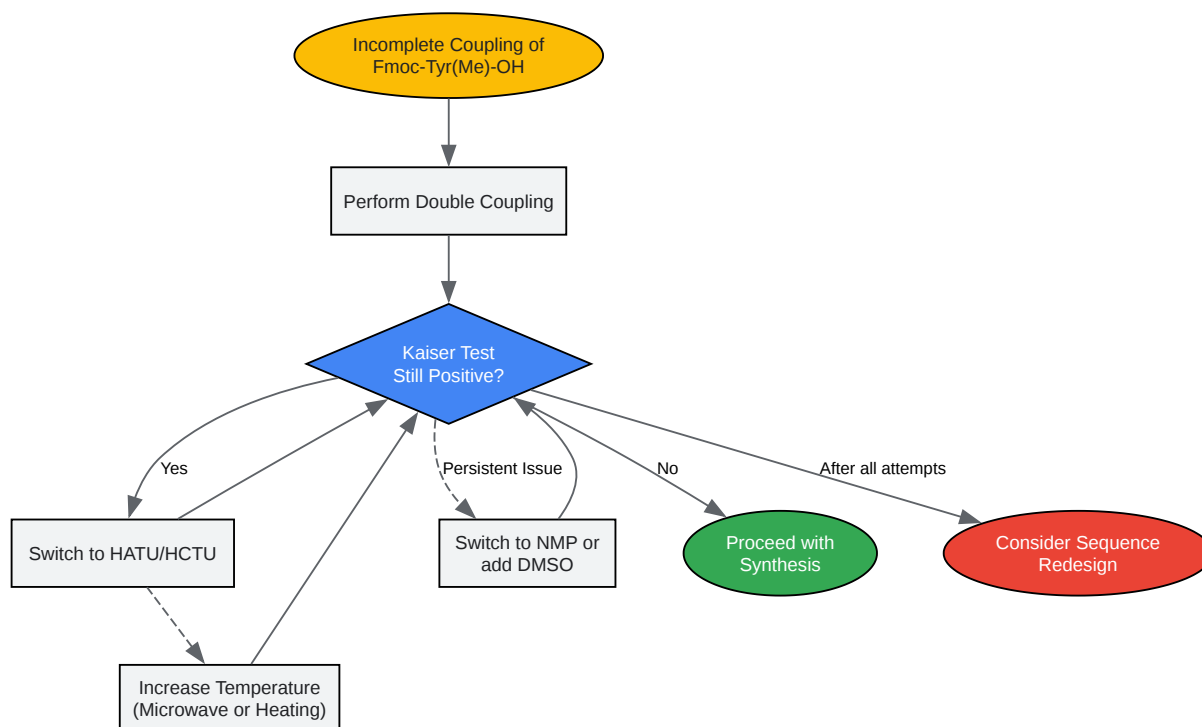 Incomplete Coupling of
Fmoc-Tyr(Me)-OH
Perform Double Coupling
Kaiser Test
Still Positive?
Yes
Persistent Issue
No
After all attempts
Switch to HATU/HCTU
Switch to NMP or
add DMSO
Proceed with
Synthesis
Consider Sequence
Redesign
Increase Temperature
(Microwave or Heating)